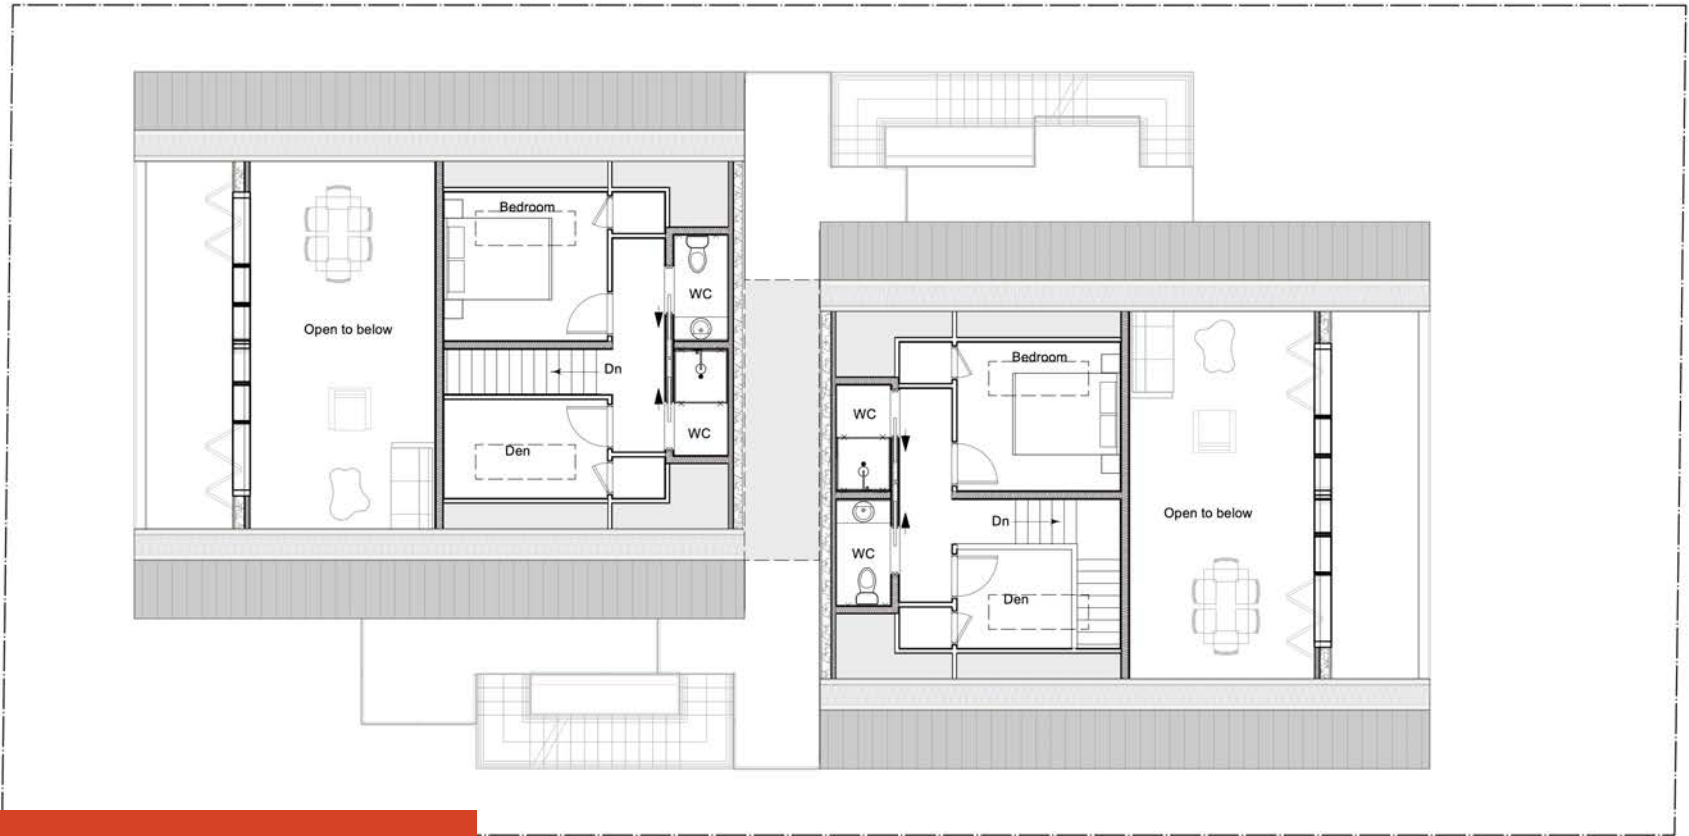 Bedroom
WC
Open to below
Dn
WC
Den
Bedroom
WC
Open to below
Dn
WC
Den